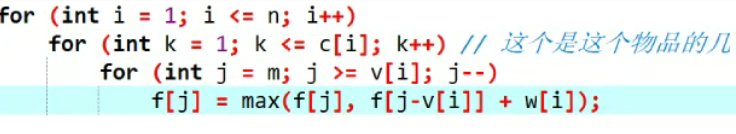 for (int i = 1; i <= n; i++)
    for (int k = 1; k <= c[i]; k++) // 这个是这个物品的几
        for (int j = m; j >= v[i]; j--)
            f[j] = max(f[j], f[j-v[i]] + w[i]);